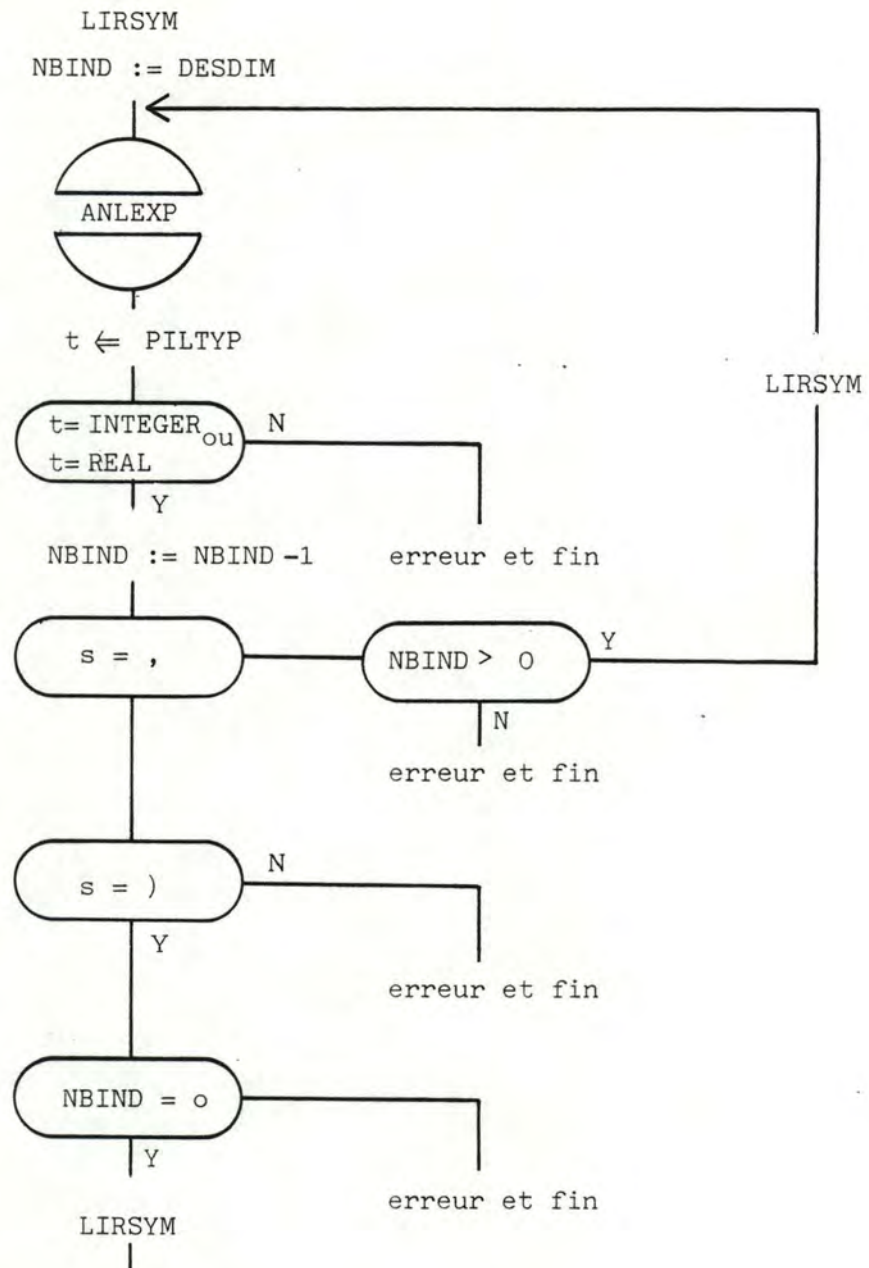 LIRSYM
NBIND := DESDIM
ANLEXP
t ⇐ PILTYP
LIRSYM
t= INTEGER ou
t= REAL
N
Y
NBIND := NBIND -1
erreur et fin
s = ,
NBIND > O
Y
N
erreur et fin
s = )
N
Y
erreur et fin
NBIND = o
Y
erreur et fin
LIRSYM